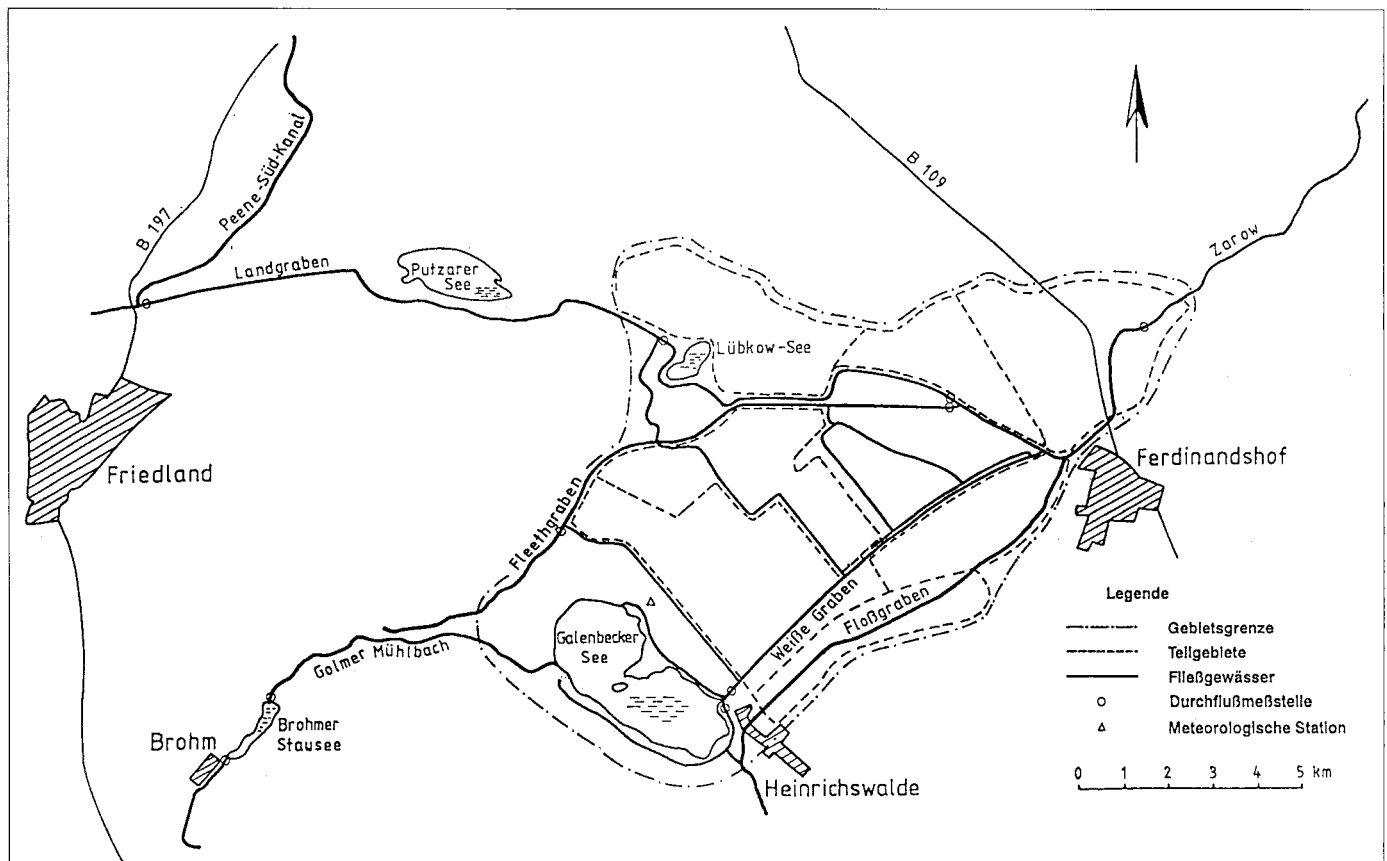 B 109
Peene-Süd-Kanal
B 197
Zarow
Landgraben
Putzarer
See
Lübkow-See
Friedland
Ferdinandshof
Fleethgraben
Weiße Graben
Floßgraben
Galenbecker
See
Golmer Mühlbach
Brohm
Brohmer
Stausee
Heinrichswalde
Legende
Gebietsgrenze
Teilgebiete
Fließgewässer
Durchflußmeßstelle
Meteorologische Station
0 1 2 3 4 5 km